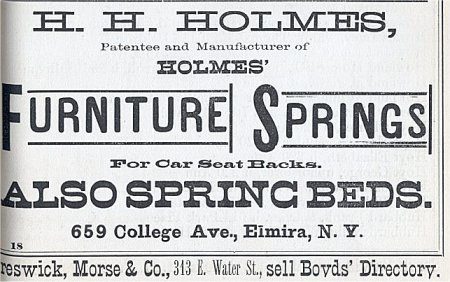 H. H. HOLMES,
Patentee and Manufacturer of
HOLMES'
FURNITURE SPRINGS
For Car Seat Backs.
ALSO SPRING BEDS.
659 College Ave., Elmira, N. Y.
18
reswick, Morse & Co., 313 E. Water St., sell Boyds' Directory.